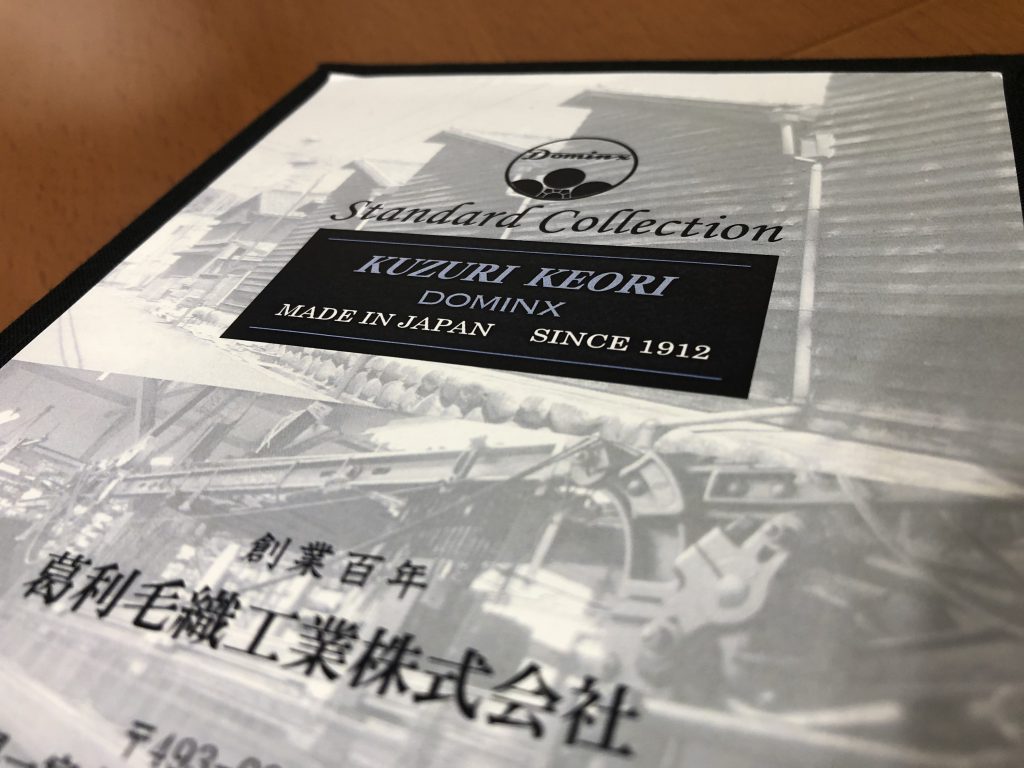 Dominx
Standard Collection
KUZURI KEORI
DOMINX
MADE IN JAPAN SINCE 1912
創業百年
葛利毛織工業株式会社
〒493-